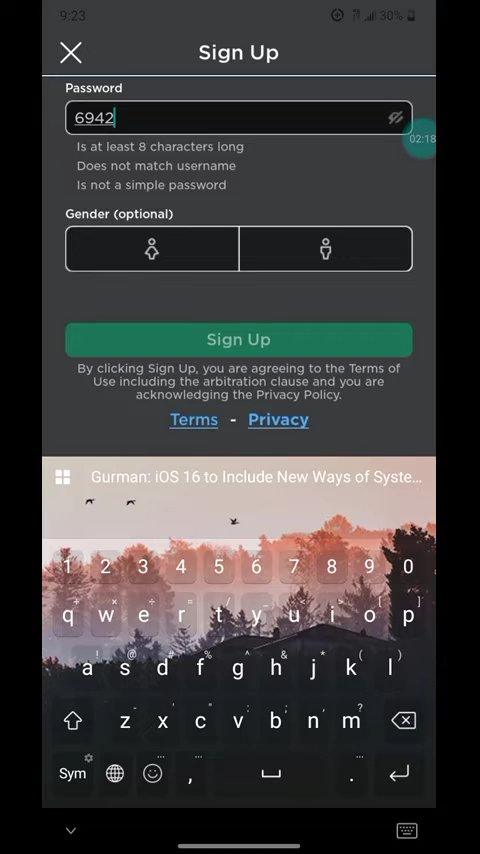 9:23
30%
Sign Up
Password
6942
02:18
Is at least 8 characters long
Does not match username
Is not a simple password
Gender (optional)
Sign Up
By clicking Sign Up, you are agreeing to the Terms of
Use including the arbitration clause and you are
acknowledging the Privacy Policy.
Terms - Privacy
Gurman: iOS 16 to Include New Ways of Syste...
1 2 3 4 5 6 7 8 9 0
q w e r t y u i o p
a s d f g h j k l
z x c v b n m
Sym , .